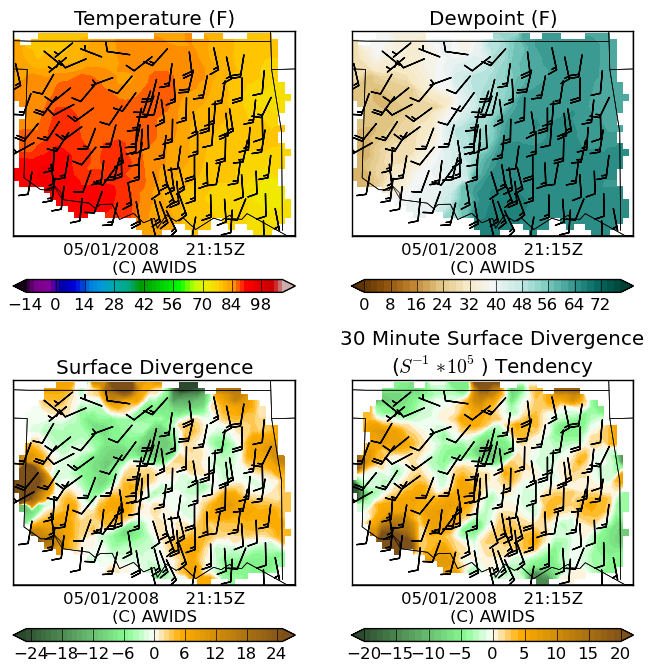 Temperature (F)
Dewpoint (F)
05/01/2008 21:15Z
(C) AWIDS
05/01/2008 21:15Z
(C) AWIDS
−14 0 14 28 42 56 70 84 98
0 8 16 24 32 40 48 56 64 72
Surface Divergence
30 Minute Surface Divergence
(S⁻¹ *10⁵ ) Tendency
05/01/2008 21:15Z
(C) AWIDS
05/01/2008 21:15Z
(C) AWIDS
−24 −18 −12 −6 0 6 12 18 24
−20 −15 −10 −5 0 5 10 15 20